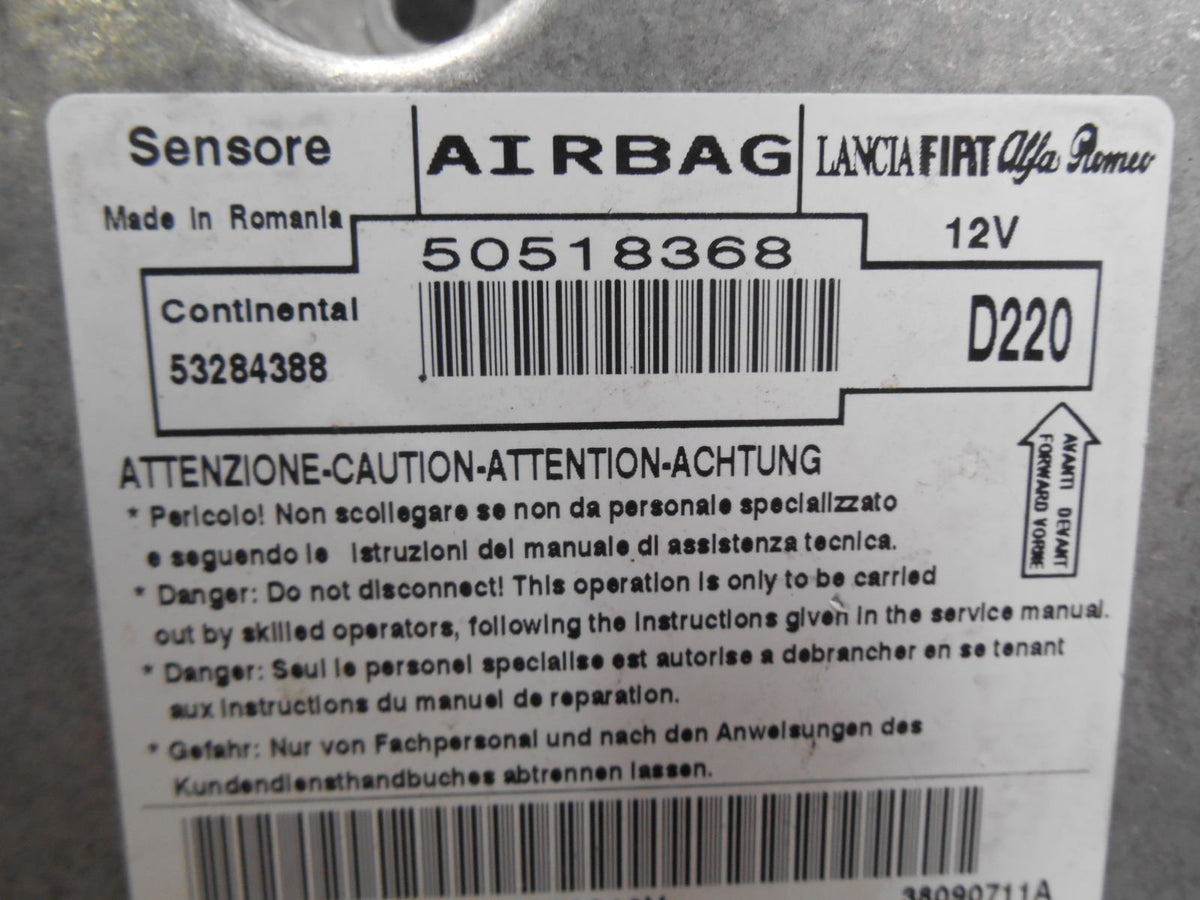 Sensore
AIRBAG
LANCIA FIAT Alfa Romeo
Made in Romania
12V
50518368
Continental
53284388
D220
ATTENZIONE-CAUTION-ATTENTION-ACHTUNG
AVANTI DEVANT
FORWARD VORNE
* Pericolo! Non scollegare se non da personale specializzato
e seguendo le istruzioni del manuale di assistenza tecnica.
* Danger: Do not disconnect! This operation is only to be carried
out by skilled operators, following the instructions given in the service manual.
* Danger: Seul le personel specialise est autorise a debrancher en se tenant
aux instructions du manuel de reparation.
* Gefahr: Nur von Fachpersonal und nach den Anweisungen des
Kundendiensthandbuches abtrennen lassen.
38090711A